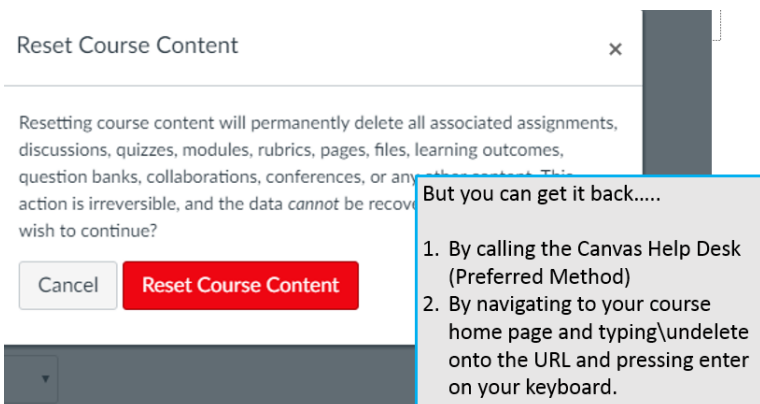 Reset Course Content
×
Resetting course content will permanently delete all associated assignments,
discussions, quizzes, modules, rubrics, pages, files, learning outcomes,
question banks, collaborations, conferences, or any other content. This
action is irreversible, and the data cannot be
wish to continue?
Cancel
Reset Course Content
But you can get it back.....
1. By calling the Canvas Help Desk
(Preferred Method)
2. By navigating to your course
home page and typing\undelete
onto the URL and pressing enter
on your keyboard.